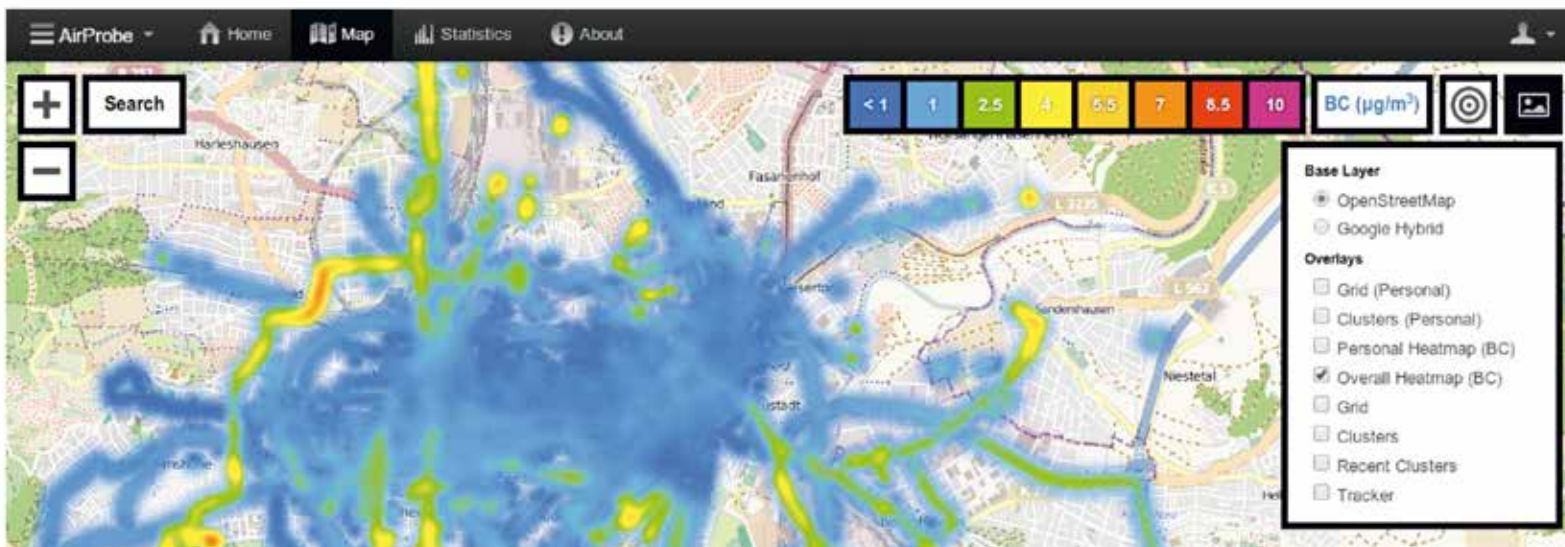 AirProbe
Home
Map
Statistics
About
+
Search
−
< 1
1
2.5
4
5.5
7
8.5
10
BC (µg/m³)
Harleshausen
Fasanenhof
L 3235
Sandershausen
Niestetal
Base Layer
OpenStreetMap
Google Hybrid
Overlays
Grid (Personal)
Clusters (Personal)
Personal Heatmap (BC)
Overall Heatmap (BC)
Grid
Clusters
Recent Clusters
Tracker